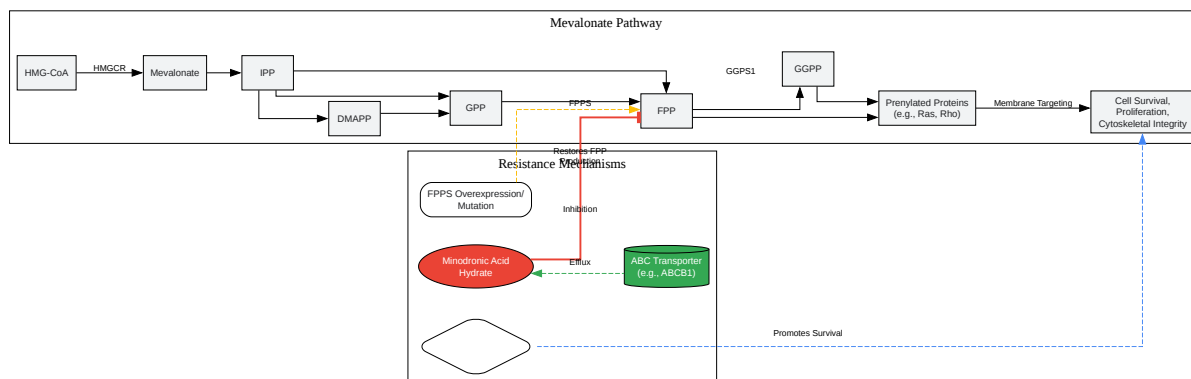 Mevalonate Pathway
HMG-CoA
HMGCR
Mevalonate
IPP
DMAPP
GPP
FPPS
FPP
GGPS1
GGPP
Prenylated Proteins
(e.g., Ras, Rho)
Membrane Targeting
Cell Survival,
Proliferation,
Cytoskeletal Integrity
Restores FPP
Production
Resistance Mechanisms
FPPS Overexpression/
Mutation
Inhibition
Minodronic Acid
Hydrate
Efflux
ABC Transporter
(e.g., ABCB1)
Promotes Survival